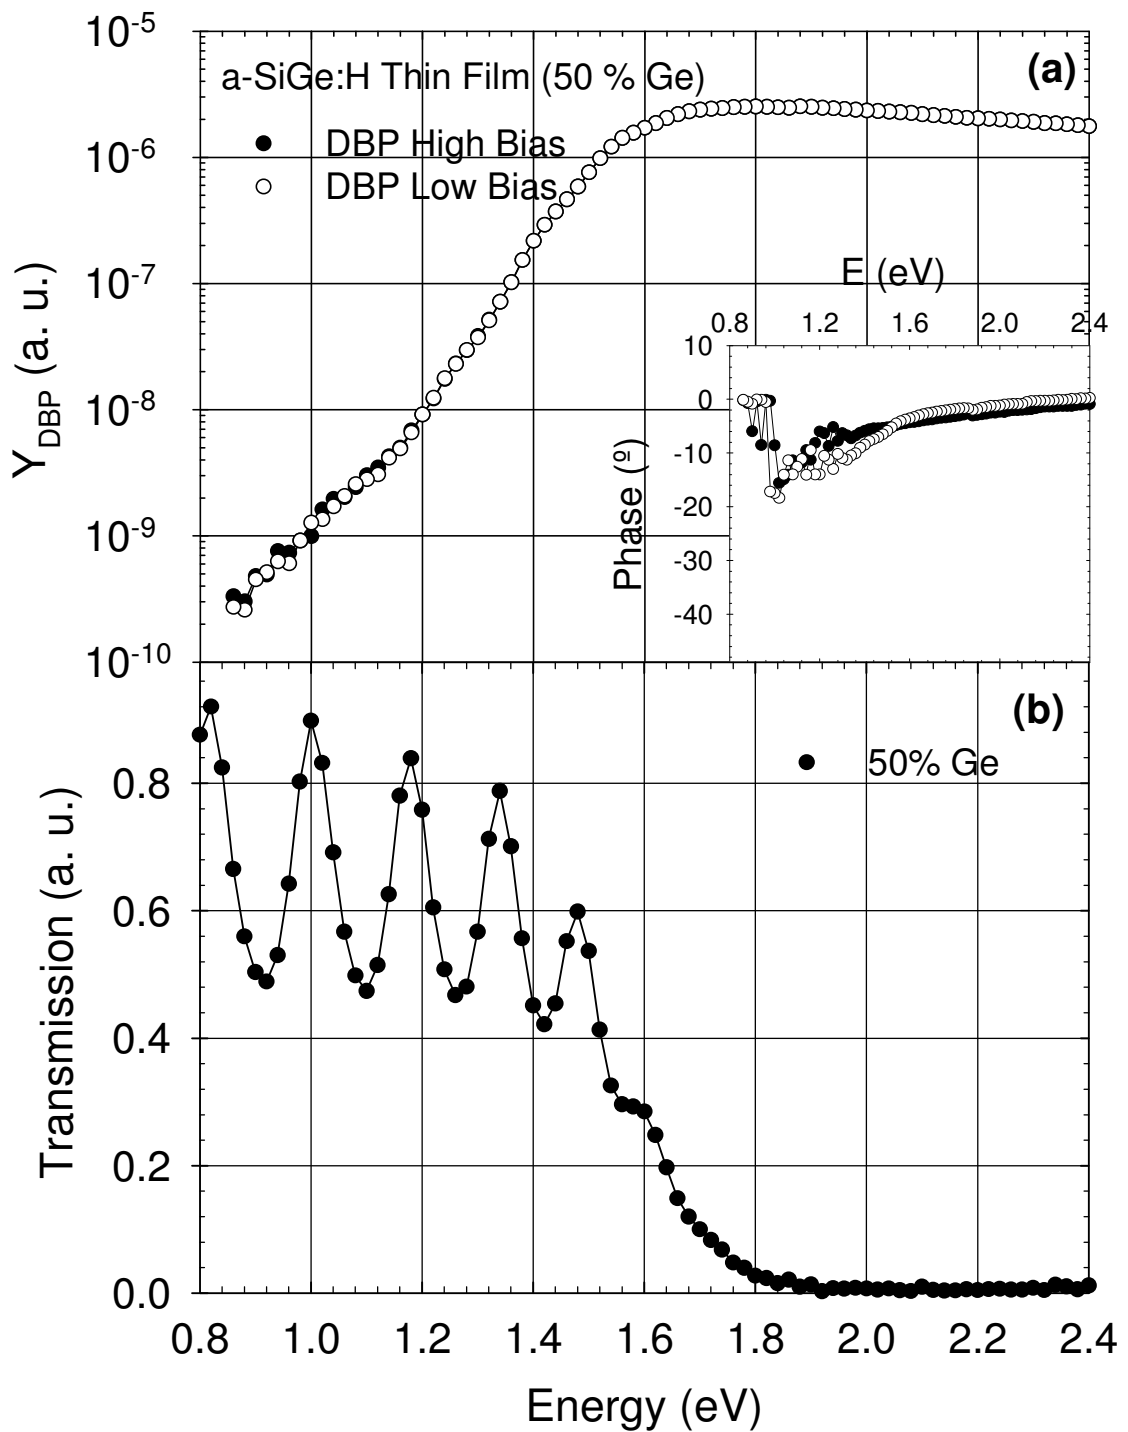 10-5
(a)
a-SiGe:H Thin Film (50 % Ge)
DBP High Bias
10-6
DBP Low Bias
E (eV)
10-7
0.8 1.2 1.6 2.0 2.4
10
YDBP (a. u.)
0
10-8
-10
Phase (º)
-20
10-9
-30
-40
10-10
(b)
50% Ge
0.8
Transmission (a. u.)
0.6
0.4
0.2
0.0
0.8 1.0 1.2 1.4 1.6 1.8 2.0 2.2 2.4
Energy (eV)